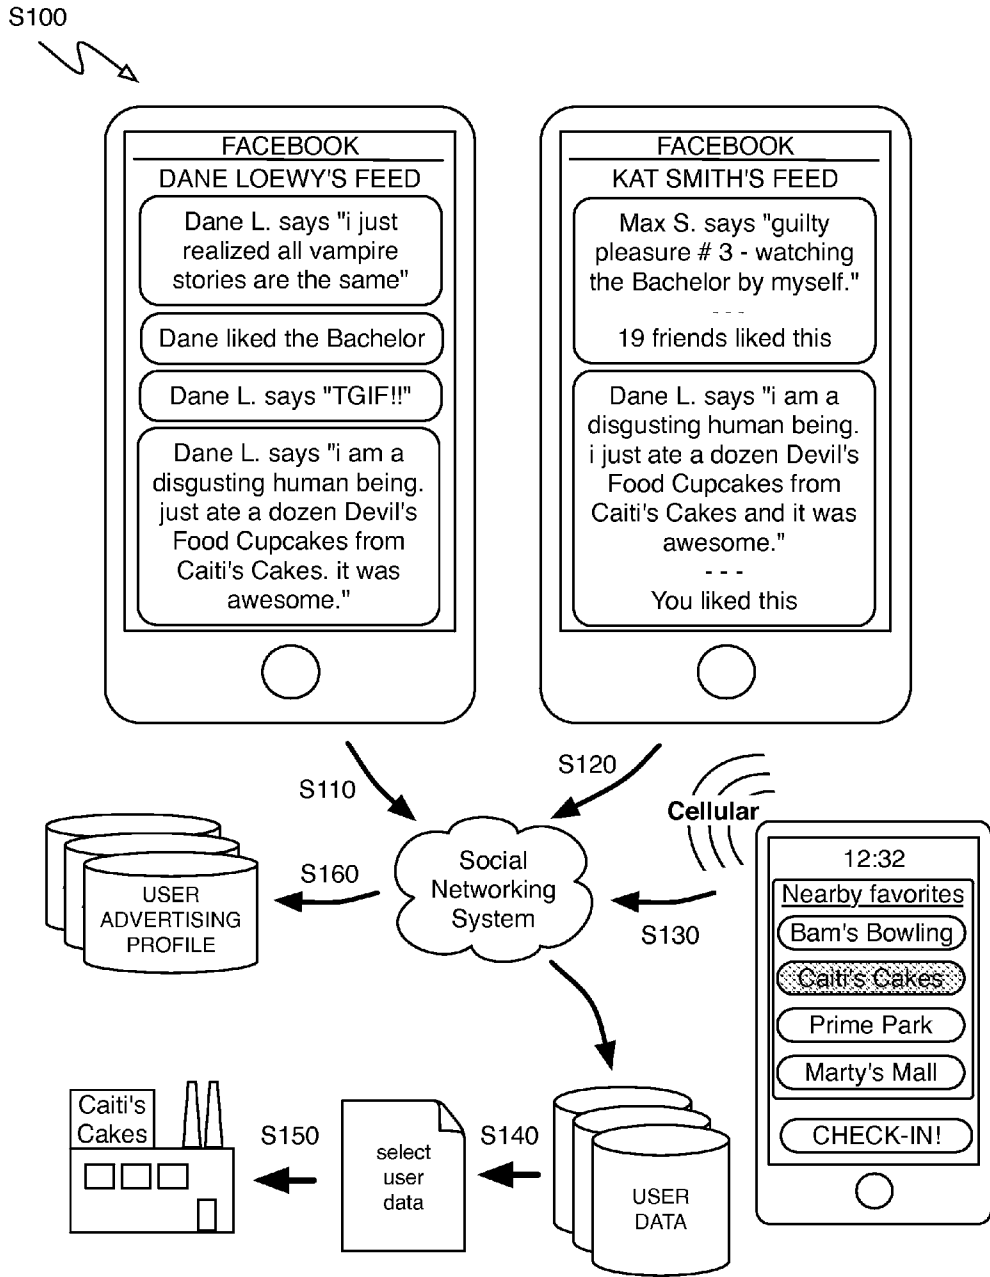 S100
FACEBOOK
DANE LOEWY'S FEED
Dane L. says "i just
realized all vampire
stories are the same"
Dane liked the Bachelor
Dane L. says "TGIF!!"
Dane L. says "i am a
disgusting human being.
just ate a dozen Devil's
Food Cupcakes from
Caiti's Cakes. it was
awesome."
FACEBOOK
KAT SMITH'S FEED
Max S. says "guilty
pleasure # 3 - watching
the Bachelor by myself."
- - -
19 friends liked this
Dane L. says "i am a
disgusting human being.
i just ate a dozen Devil's
Food Cupcakes from
Caiti's Cakes and it was
awesome."
- - -
You liked this
S110
S120
Cellular
Social
Networking
System
S160
USER
ADVERTISING
PROFILE
S130
12:32
Nearby favorites
Bam's Bowling
Caiti's Cakes
Prime Park
Marty's Mall
CHECK-IN!
Caiti's
Cakes
S150
select
user
data
S140
USER
DATA